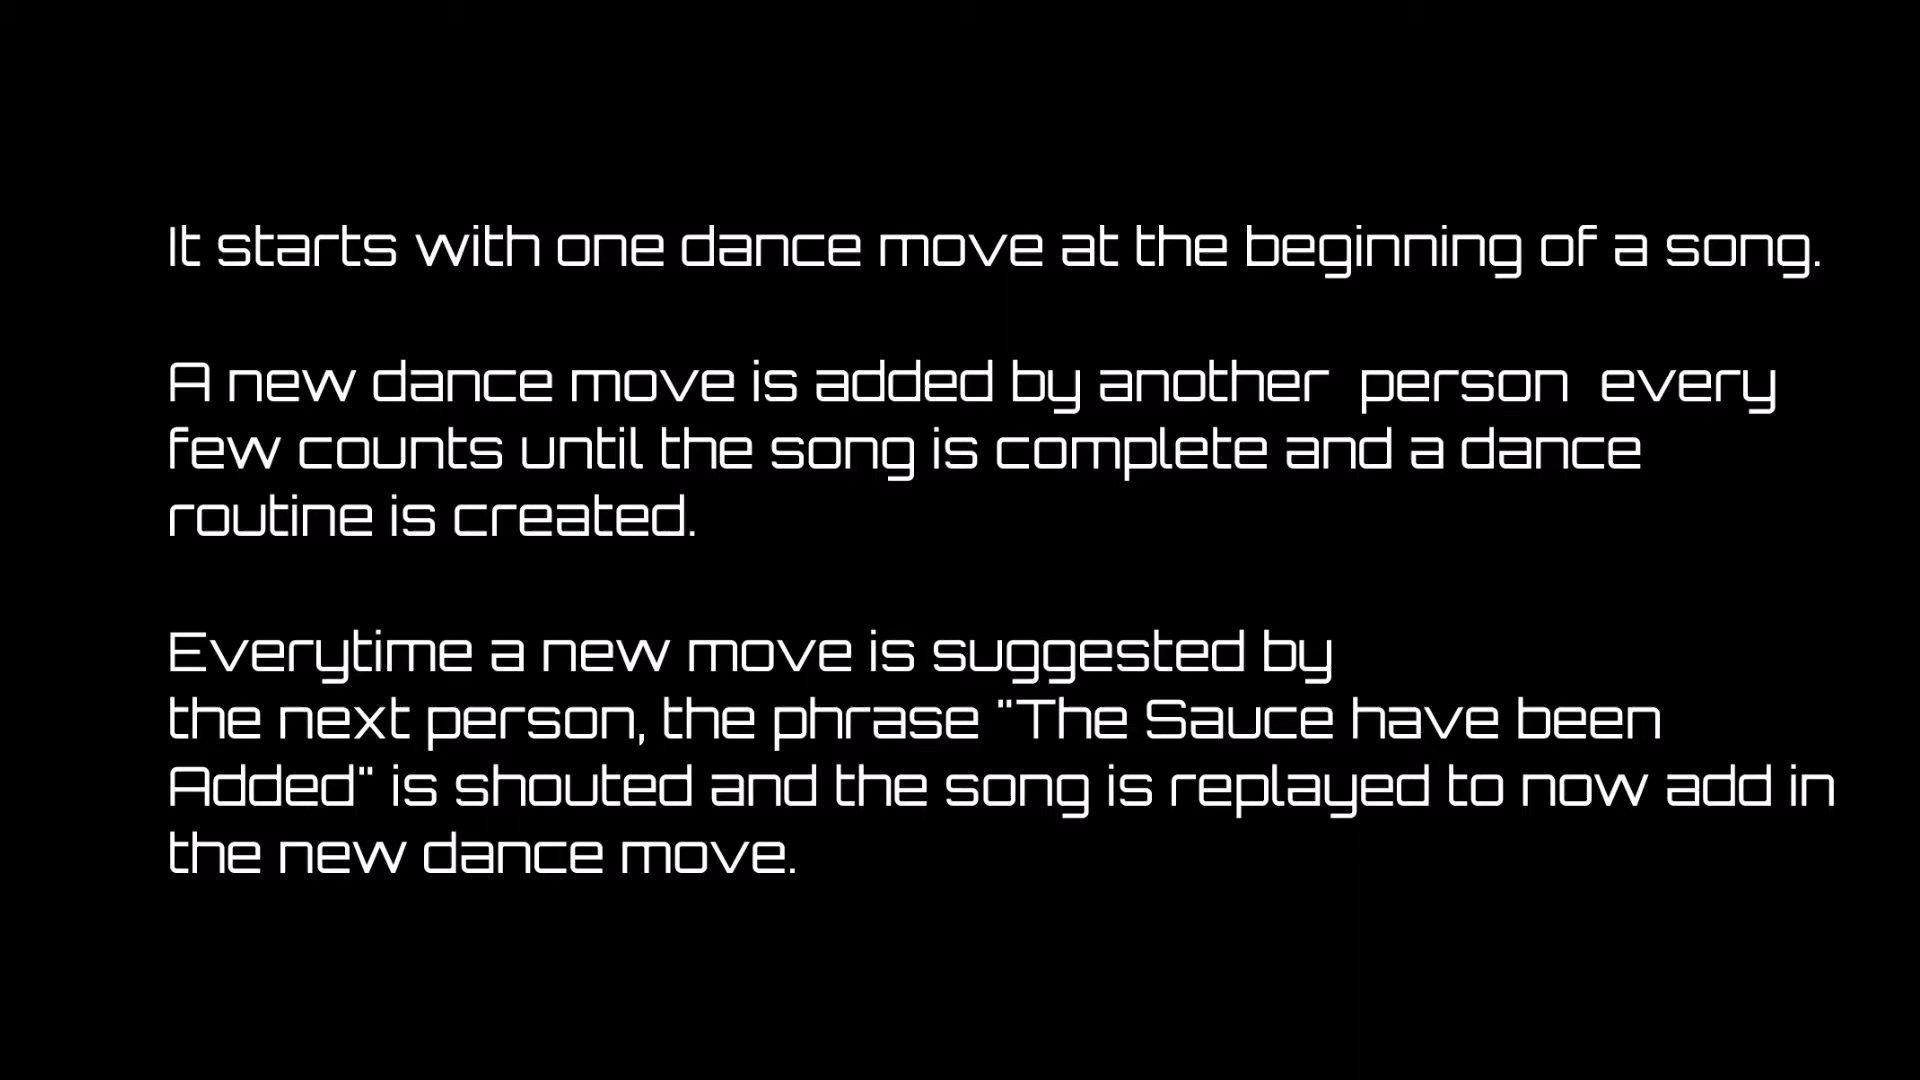 It starts with one dance move at the beginning of a song.
A new dance move is added by another person every
few counts until the song is complete and a dance
routine is created.
Everytime a new move is suggested by
the next person, the phrase "The Sauce have been
Added" is shouted and the song is replayed to now add in
the new dance move.